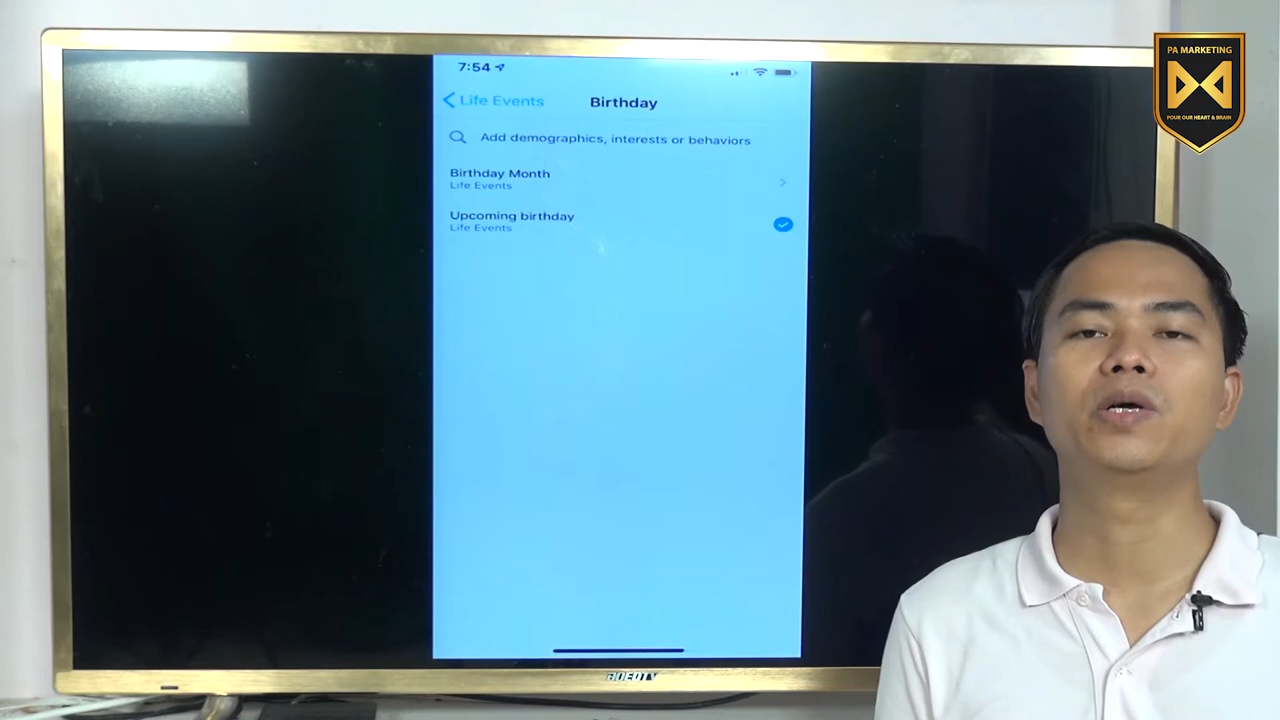 PA MARKETING
POUR OUR HEART & BRAIN
7:54
Life Events
Birthday
Add demographics, interests or behaviors
Birthday Month
Life Events
Upcoming birthday
Life Events